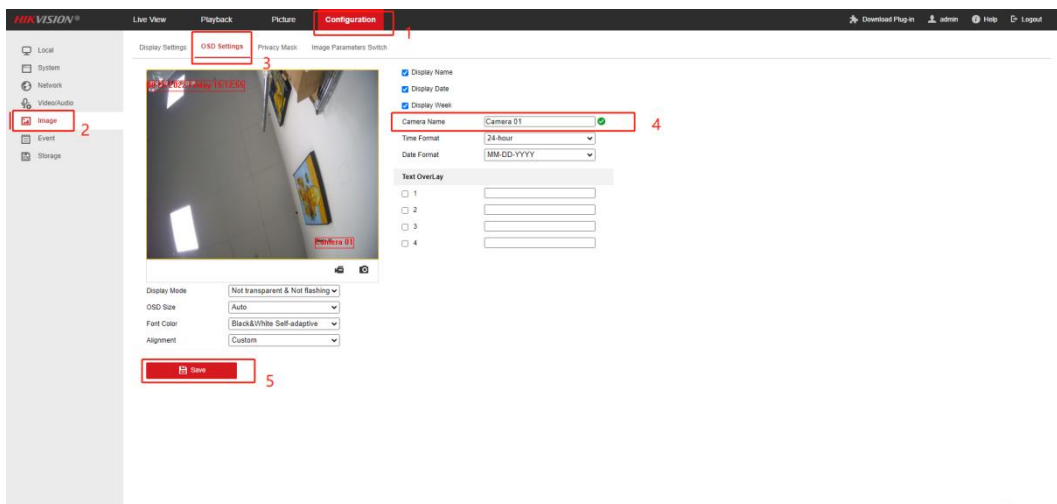 HIKVISION®
Live View Playback Picture Configuration Download Plug-in admin Help Logout
1
Local
System
Network
Video/Audio
Image
2
Event
Storage
Display Settings OSD Settings Privacy Mask Image Parameters Switch
3
Camera 01
Display Name
Display Date
Display Week
Camera Name Camera 01
4
Time Format 24-hour
Date Format MM-DD-YYYY
Text OverLay
1
2
3
4
Display Mode Not transparent & Not flashing
OSD Size Auto
Font Color Black&White Self-adaptive
Alignment Custom
Save
5